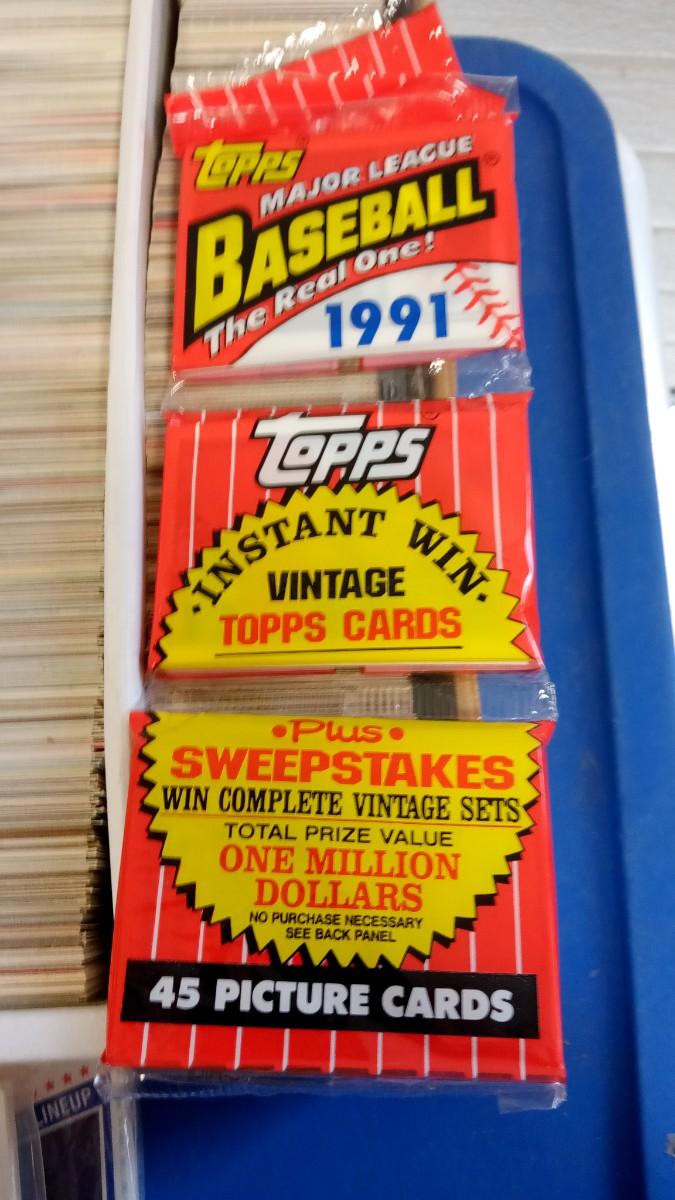 TOPPS
MAJOR LEAGUE ®
BASEBALL
The Real One!
1991
TOPPS
•INSTANT WIN•
VINTAGE
TOPPS CARDS
•Plus•
SWEEPSTAKES
WIN COMPLETE VINTAGE SETS
TOTAL PRIZE VALUE
ONE MILLION
DOLLARS
NO PURCHASE NECESSARY
SEE BACK PANEL
45 PICTURE CARDS
LINEUP